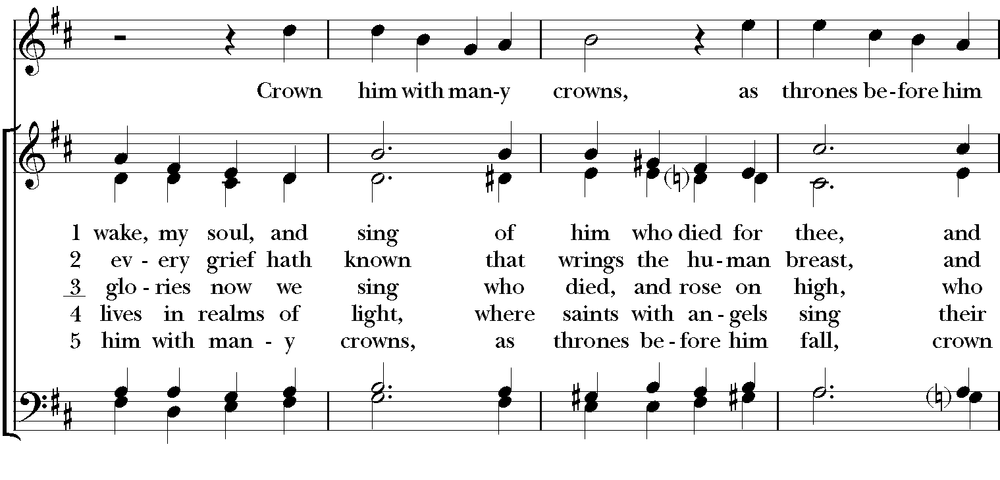 Crown him with man-y crowns, as thrones be-fore him
1 wake, my soul, and sing of him who died for thee, and
2 ev - ery grief hath known that wrings the hu-man breast, and
3 glo - ries now we sing who died, and rose on high, who
4 lives in realms of light, where saints with an - gels sing their
5 him with man - y crowns, as thrones be - fore him fall, crown